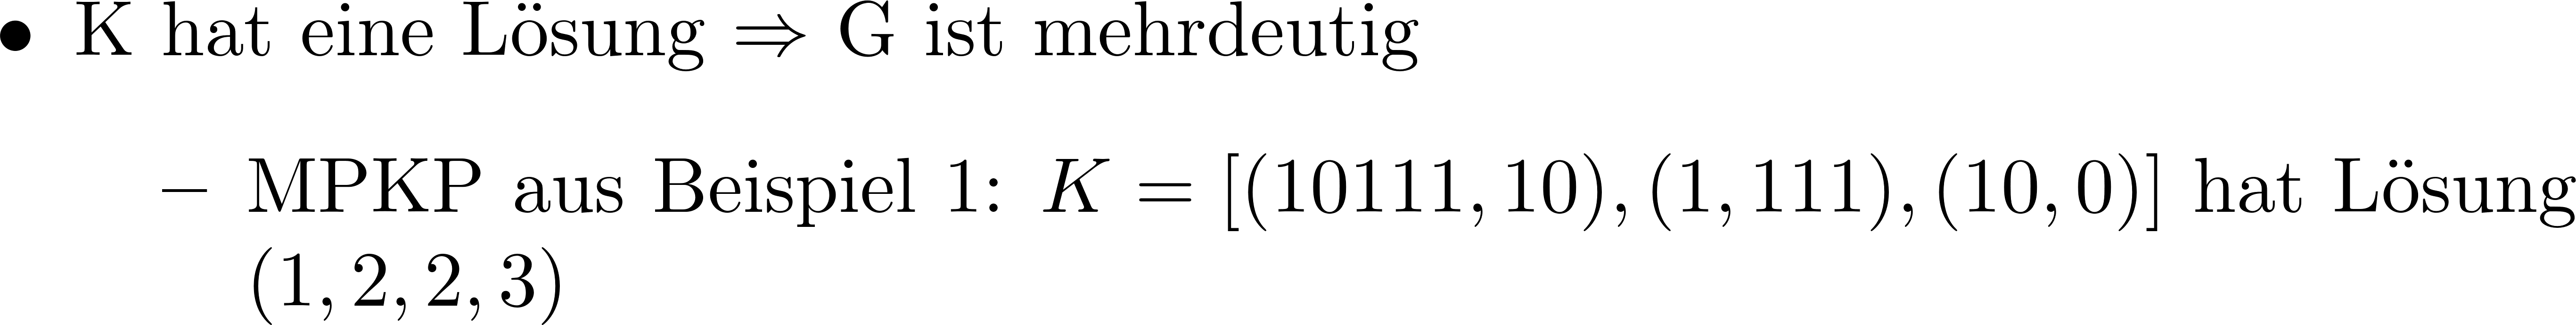 • K hat eine Lösung ⇒ G ist mehrdeutig
– MPKP aus Beispiel 1: K = [(10111, 10), (1, 111), (10, 0)] hat Lösung
(1, 2, 2, 3)